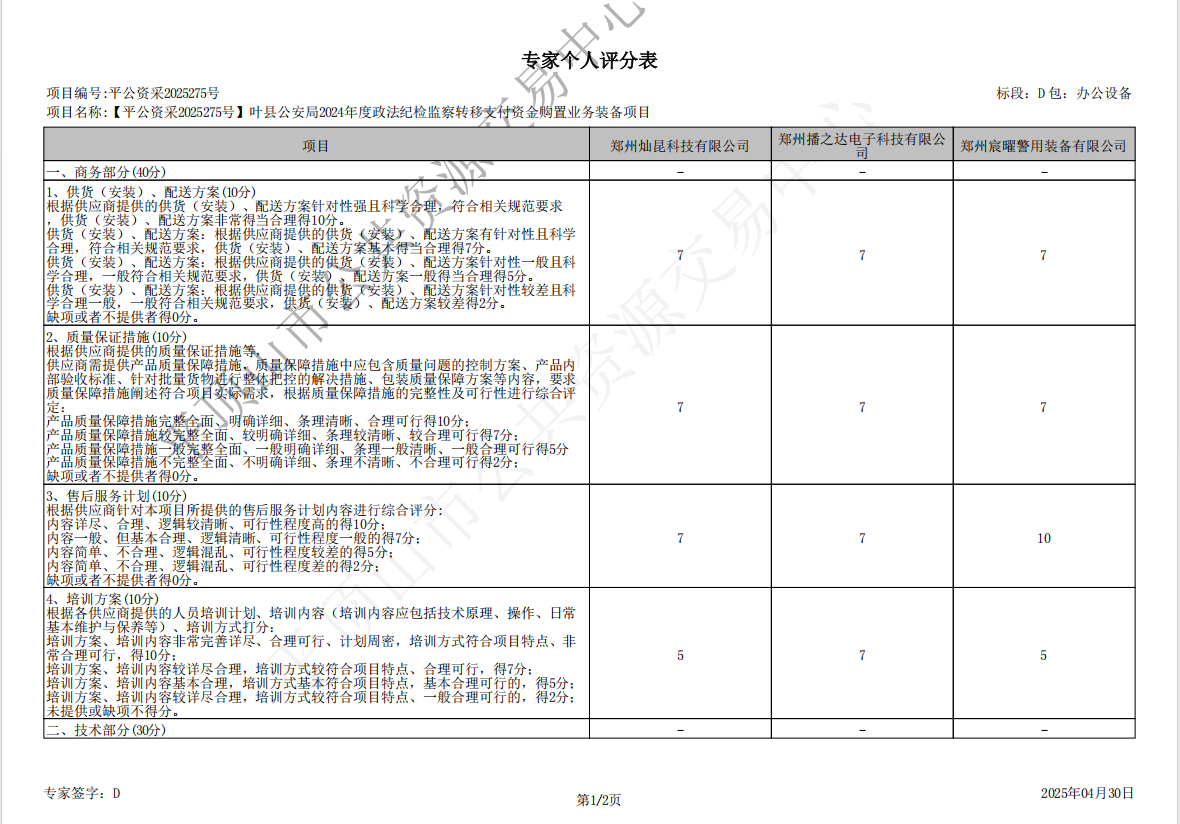 专家个人评分表
项目编号:平公资采2025275号
标段: D包: 办公设备
项目名称:【平公资采2025275号】叶县公安局2024年度政法纪检监察转移支付资金购置业务装备项目
项目
郑州灿昆科技有限公司
郑州播之达电子科技有限公
司
郑州宸曜警用装备有限公司
一、商务部分(40分)
–
–
–
1、供货（安装）、配送方案(10分)
根据供应商提供的供货（安装）、配送方案针对性强且科学合理，符合相关规范要求
，供货（安装）、配送方案非常得当合理得10分。
供货（安装）、配送方案：根据供应商提供的供货（安装）、配送方案有针对性且科学
合理，符合相关规范要求，供货（安装）、配送方案基本得当合理得7分。
供货（安装）、配送方案：根据供应商提供的供货（安装）、配送方案针对性一般且科
学合理，一般符合相关规范要求，供货（安装）、配送方案一般得当合理得5分。
供货（安装）、配送方案：根据供应商提供的供货（安装）、配送方案针对性较差且科
学合理一般，一般符合相关规范要求，供货（安装）、配送方案较差得2分。
缺项或者不提供者得0分。
7
7
7
2、质量保证措施(10分)
根据供应商提供的质量保证措施等，
供应商需提供产品质量保障措施，质量保障措施中应包含质量问题的控制方案、产品内
部验收标准、针对批量货物进行整体把控的解决措施、包装质量保障方案等内容，要求
质量保障措施阐述符合项目实际需求，根据质量保障措施的完整性及可行性进行综合评
定：
产品质量保障措施完整全面、明确详细、条理清晰、合理可行得10分；
产品质量保障措施较完整全面、较明确详细、条理较清晰、较合理可行得7分；
产品质量保障措施一般完整全面、一般明确详细、条理一般清晰、一般合理可行得5分
产品质量保障措施不完整全面、不明确详细、条理不清晰、不合理可行得2分；
缺项或者不提供者得0分。
7
7
7
3、售后服务计划(10分)
根据供应商针对本项目所提供的售后服务计划内容进行综合评分:
内容详尽、合理、逻辑较清晰、可行性程度高的得10分；
内容一般、但基本合理、逻辑清晰、可行性程度一般的得7分；
内容简单、不合理、逻辑混乱、可行性程度较差的得5分；
内容简单、不合理、逻辑混乱、可行性程度差的得2分；
缺项或者不提供者得0分。
7
7
10
4、培训方案(10分)
根据各供应商提供的人员培训计划、培训内容（培训内容应包括技术原理、操作、日常
基本维护与保养等）、培训方式打分：
培训方案、培训内容非常完善详尽、合理可行、计划周密，培训方式符合项目特点、非
常合理可行，得10分；
培训方案、培训内容较详尽合理，培训方式较符合项目特点、合理可行，得7分；
培训方案、培训内容基本合理，培训方式基本符合项目特点，基本合理可行的，得5分；
培训方案、培训内容较详尽合理，培训方式较符合项目特点、一般合理可行的，得2分；
未提供或缺项不得分。
5
7
5
二、技术部分(30分)
–
–
–
专家签字: D
第1/2页
2025年04月30日
平顶山市公共资源交易中心
平顶山市公共资源交易中心